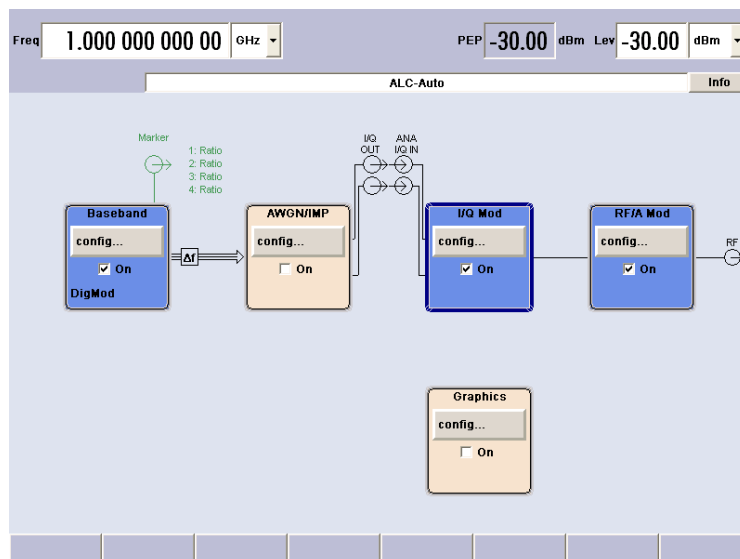 Freq 1.000 000 000 00 GHz PEP -30.00 dBm Lev -30.00 dBm
ALC-Auto Info
Marker
1: Ratio
2: Ratio
3: Ratio
4: Ratio
I/Q OUT
ANA I/Q IN
Baseband
config...
On
DigMod
Δf
AWGN/IMP
config...
On
I/Q Mod
config...
On
RF/A Mod
config...
On
RF
Graphics
config...
On